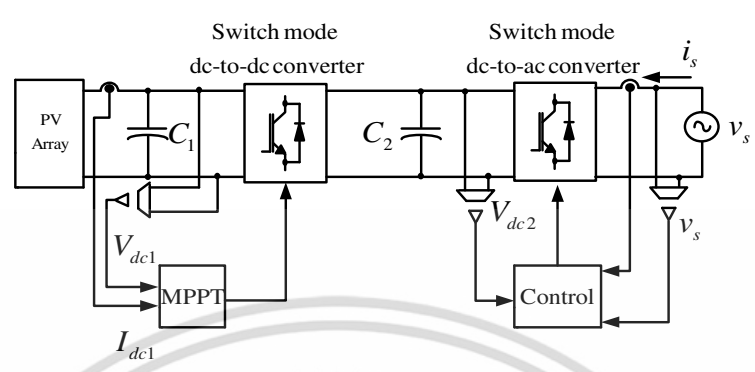 Switch mode
dc-to-dc converter
Switch mode
dc-to-ac converter
i_s
PV
Array
C_1
C_2
v_s
V_dc1
V_dc2
v_s
MPPT
Control
I_dc1